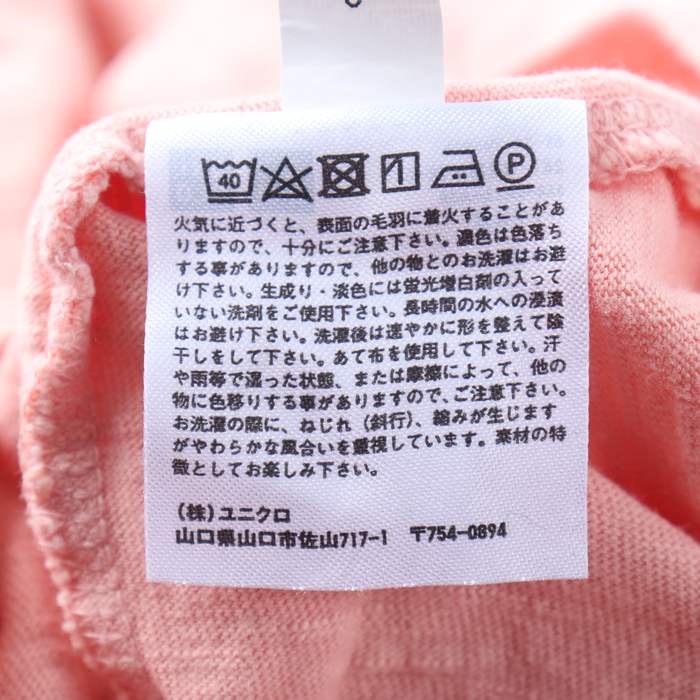 40 P
火気に近づくと、表面の毛羽に着火することがあ
りますので、十分にご注意下さい。濃色は色落ち
する事がありますので、他の物とのお洗濯はお避
け下さい。生成り・淡色には蛍光増白剤の入って
いない洗剤をご使用下さい。長時間の水への浸漬
はお避け下さい。洗濯後は速やかに形を整えて陰
干しをして下さい。あて布を使用して下さい。汗
や雨等で湿った状態、または摩擦によって、他の
物に色移りする事がありますので、ご注意下さい。
お洗濯の際に、ねじれ（斜行）、縮みが生じます
がやわらかな風合いを重視しています。素材の特
徴としてお楽しみ下さい。
（株）ユニクロ
山口県山口市佐山717-1 〒754-0894